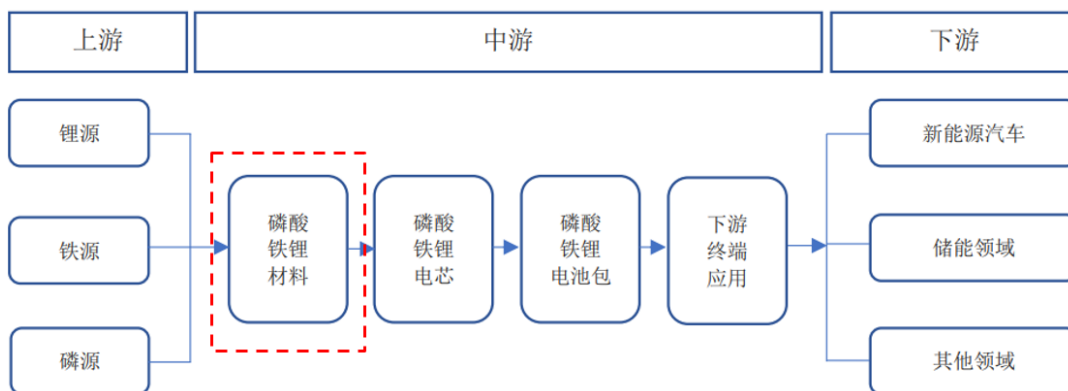 上游
中游
下游
锂源
铁源
磷源
磷酸
铁锂
材料
磷酸
铁锂
电芯
磷酸
铁锂
电池包
下游
终端
应用
新能源汽车
储能领域
其他领域